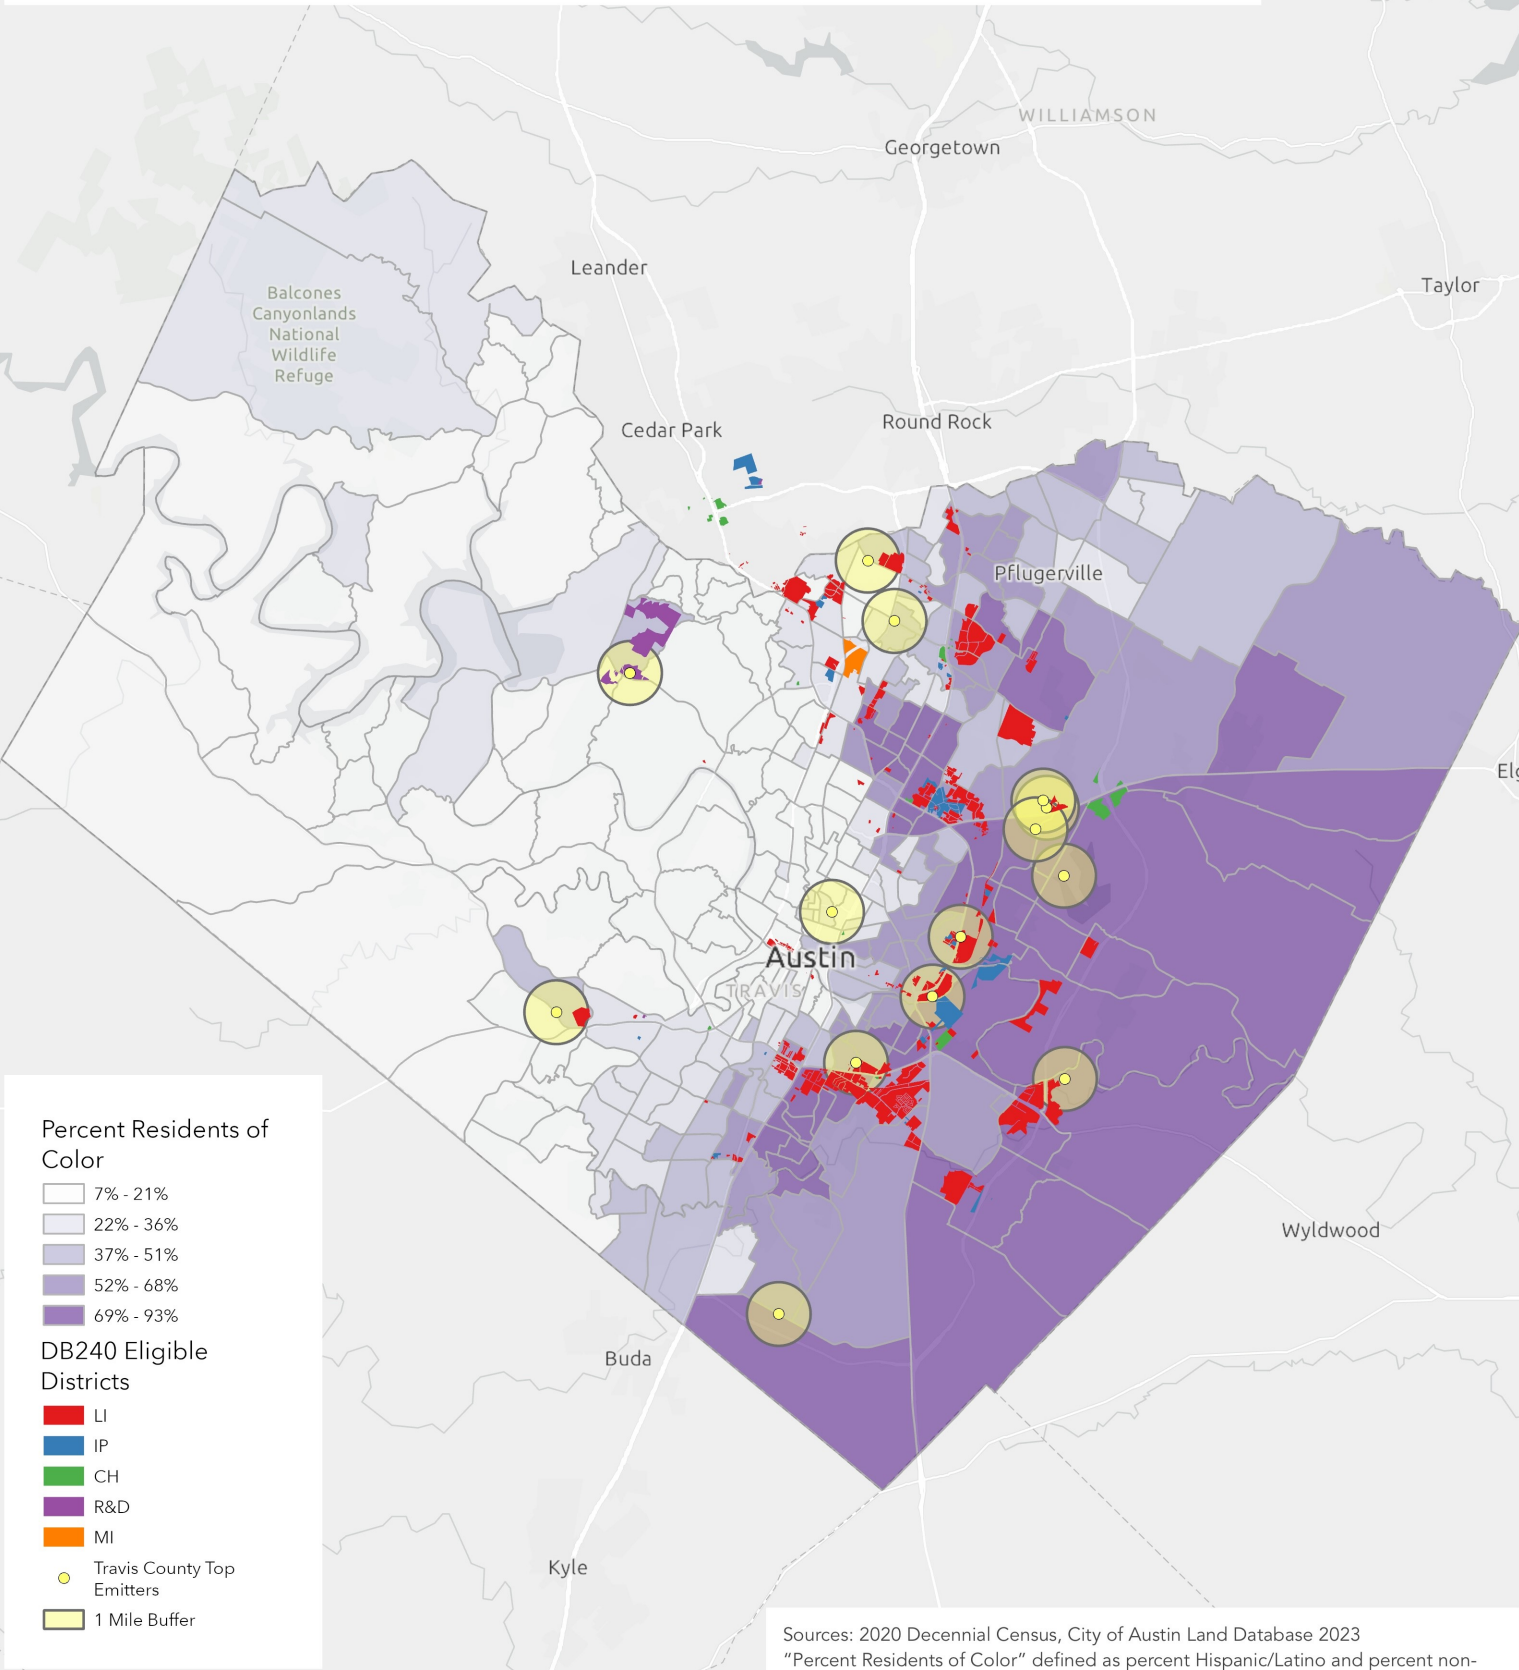 WILLIAMSON
Georgetown
Leander
Taylor
Balcones
Canyonlands
National
Wildlife
Refuge
Cedar Park
Round Rock
Pflugerville
Elg
Austin
TRAVIS
Wyldwood
Buda
Kyle
Percent Residents of
Color
7% - 21%
22% - 36%
37% - 51%
52% - 68%
69% - 93%
DB240 Eligible
Districts
LI
IP
CH
R&D
MI
Travis County Top
Emitters
1 Mile Buffer
Sources: 2020 Decennial Census, City of Austin Land Database 2023
“Percent Residents of Color” defined as percent Hispanic/Latino and percent non-